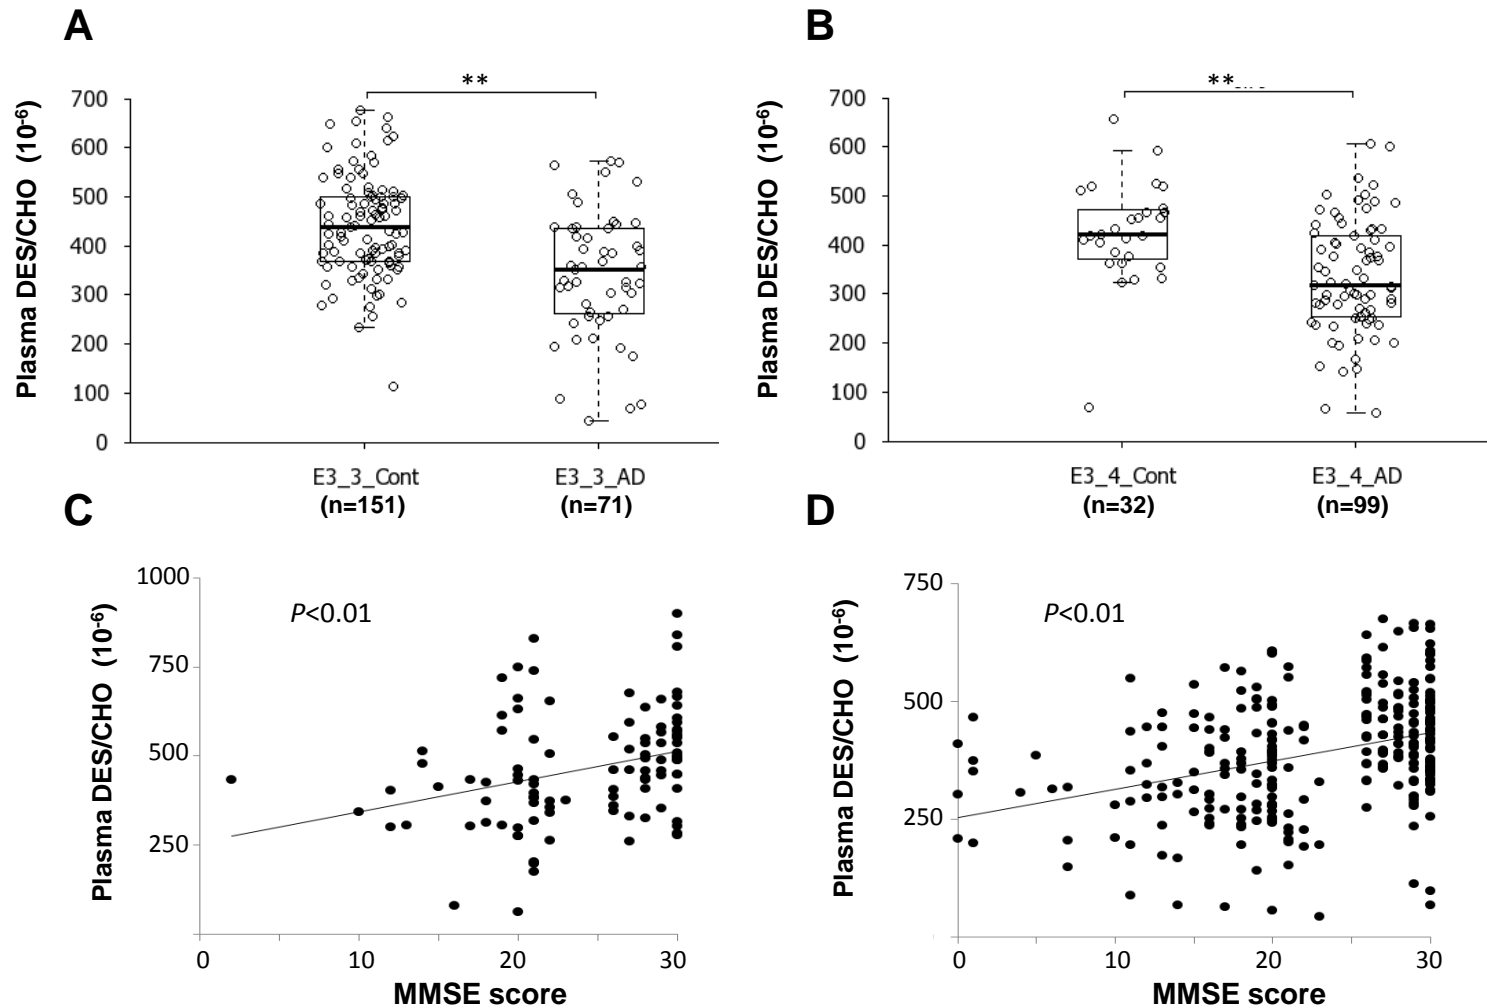 A
B
**
**
Plasma DES/CHO (10-6)
700
600
500
400
300
200
100
0
E3_3_Cont
(n=151)
E3_3_AD
(n=71)
Plasma DES/CHO (10-6)
700
600
500
400
300
200
100
0
E3_4_Cont
(n=32)
E3_4_AD
(n=99)
C
D
Plasma DES/CHO (10-6)
1000
750
500
250
P<0.01
0
10
20
30
MMSE score
Plasma DES/CHO (10-6)
750
500
250
P<0.01
0
10
20
30
MMSE score